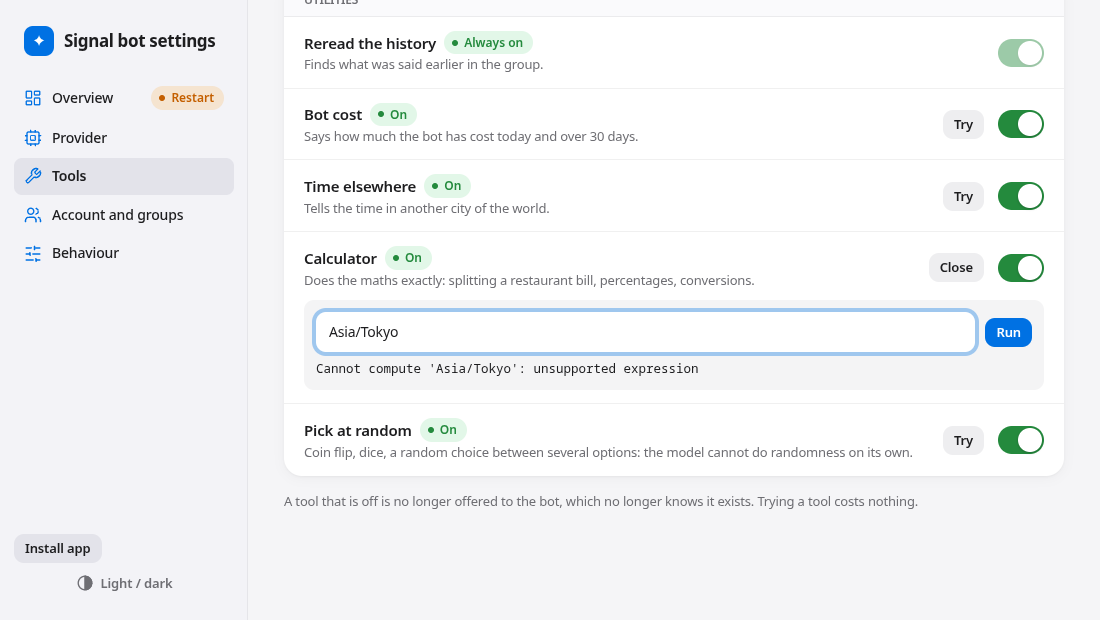 Signal bot settings
Overview
Restart
Provider
Tools
Account and groups
Behaviour
Install app
Light / dark
UTILITIES
Reread the history
Always on
Finds what was said earlier in the group.
Bot cost
On
Says how much the bot has cost today and over 30 days.
Try
Time elsewhere
On
Tells the time in another city of the world.
Try
Calculator
On
Does the maths exactly: splitting a restaurant bill, percentages, conversions.
Close
Asia/Tokyo
Run
Cannot compute 'Asia/Tokyo': unsupported expression
Pick at random
On
Coin flip, dice, a random choice between several options: the model cannot do randomness on its own.
Try
A tool that is off is no longer offered to the bot, which no longer knows it exists. Trying a tool costs nothing.